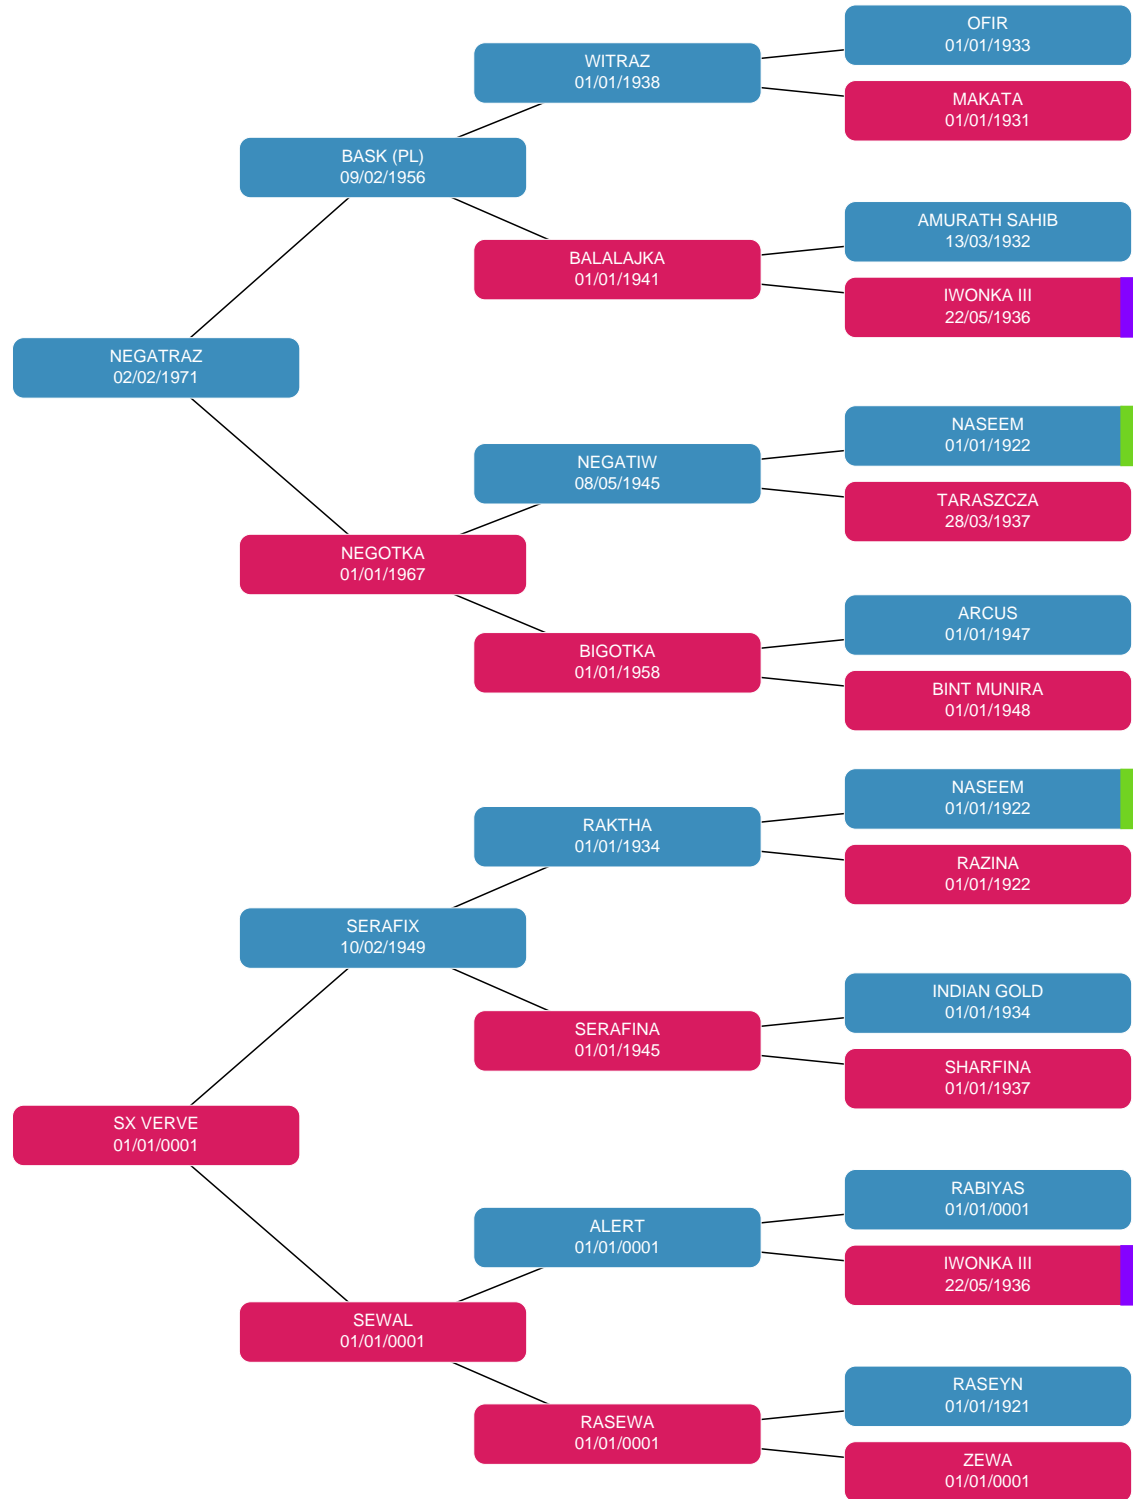 OFIR
01/01/1933
WITRAZ
01/01/1938
MAKATA
01/01/1931
BASK (PL)
09/02/1956
AMURATH SAHIB
13/03/1932
BALALAJKA
01/01/1941
IWONKA III
22/05/1936
NEGATRAZ
02/02/1971
NASEEM
01/01/1922
NEGATIW
08/05/1945
TARASZCZA
28/03/1937
NEGOTKA
01/01/1967
ARCUS
01/01/1947
BIGOTKA
01/01/1958
BINT MUNIRA
01/01/1948
NASEEM
01/01/1922
RAKTHA
01/01/1934
RAZINA
01/01/1922
SERAFIX
10/02/1949
INDIAN GOLD
01/01/1934
SERAFINA
01/01/1945
SHARFINA
01/01/1937
SX VERVE
01/01/0001
RABIYAS
01/01/0001
ALERT
01/01/0001
IWONKA III
22/05/1936
SEWAL
01/01/0001
RASEYN
01/01/1921
RASEWA
01/01/0001
ZEWA
01/01/0001